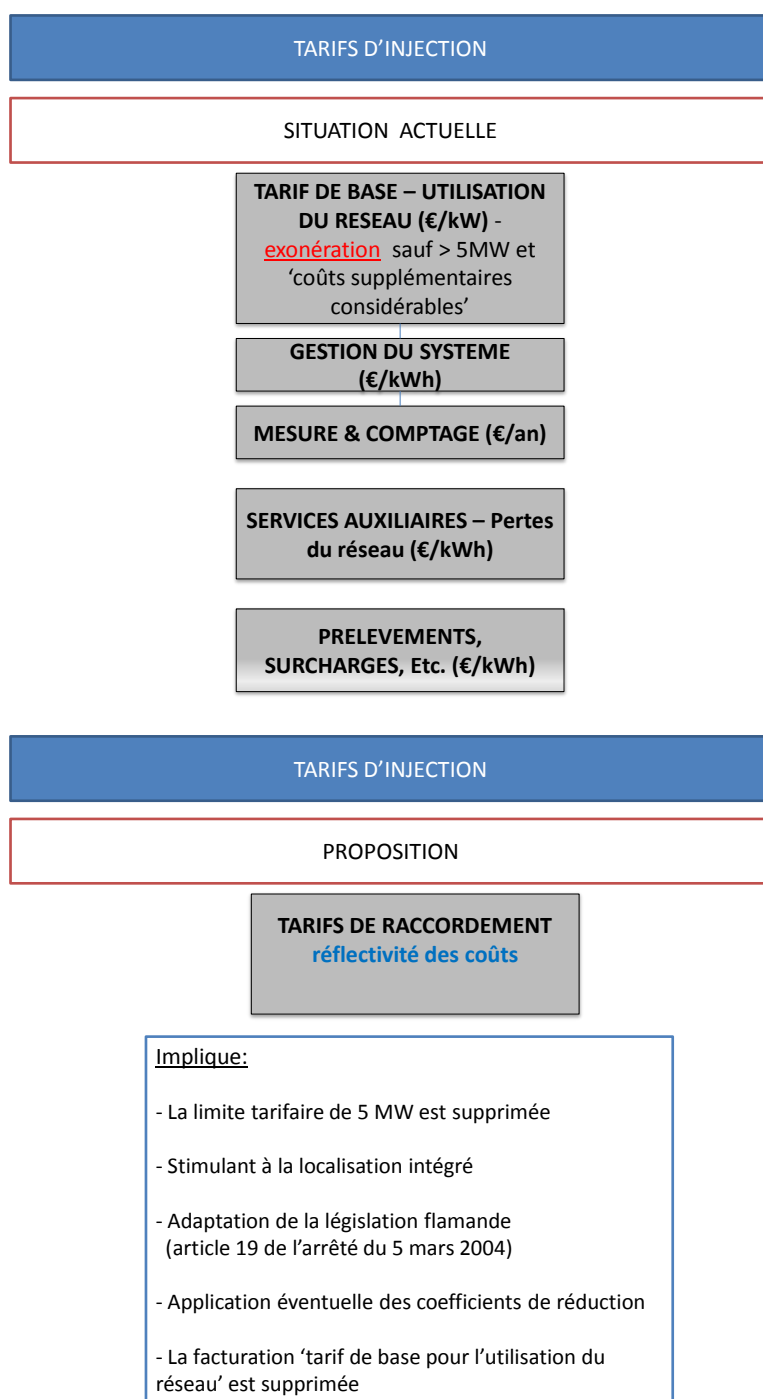 TARIFS D’INJECTION
SITUATION ACTUELLE
TARIF DE BASE – UTILISATION
DU RESEAU (€/kW) -
exonération sauf > 5MW et
‘coûts supplémentaires
considérables’
GESTION DU SYSTEME
(€/kWh)
MESURE & COMPTAGE (€/an)
SERVICES AUXILIAIRES – Pertes
du réseau (€/kWh)
PRELEVEMENTS,
SURCHARGES, Etc. (€/kWh)
TARIFS D’INJECTION
PROPOSITION
TARIFS DE RACCORDEMENT
réflectivité des coûts
Implique:
- La limite tarifaire de 5 MW est supprimée
- Stimulant à la localisation intégré
- Adaptation de la législation flamande
(article 19 de l’arrêté du 5 mars 2004)
- Application éventuelle des coefficients de réduction
- La facturation ‘tarif de base pour l’utilisation du
réseau’ est supprimée